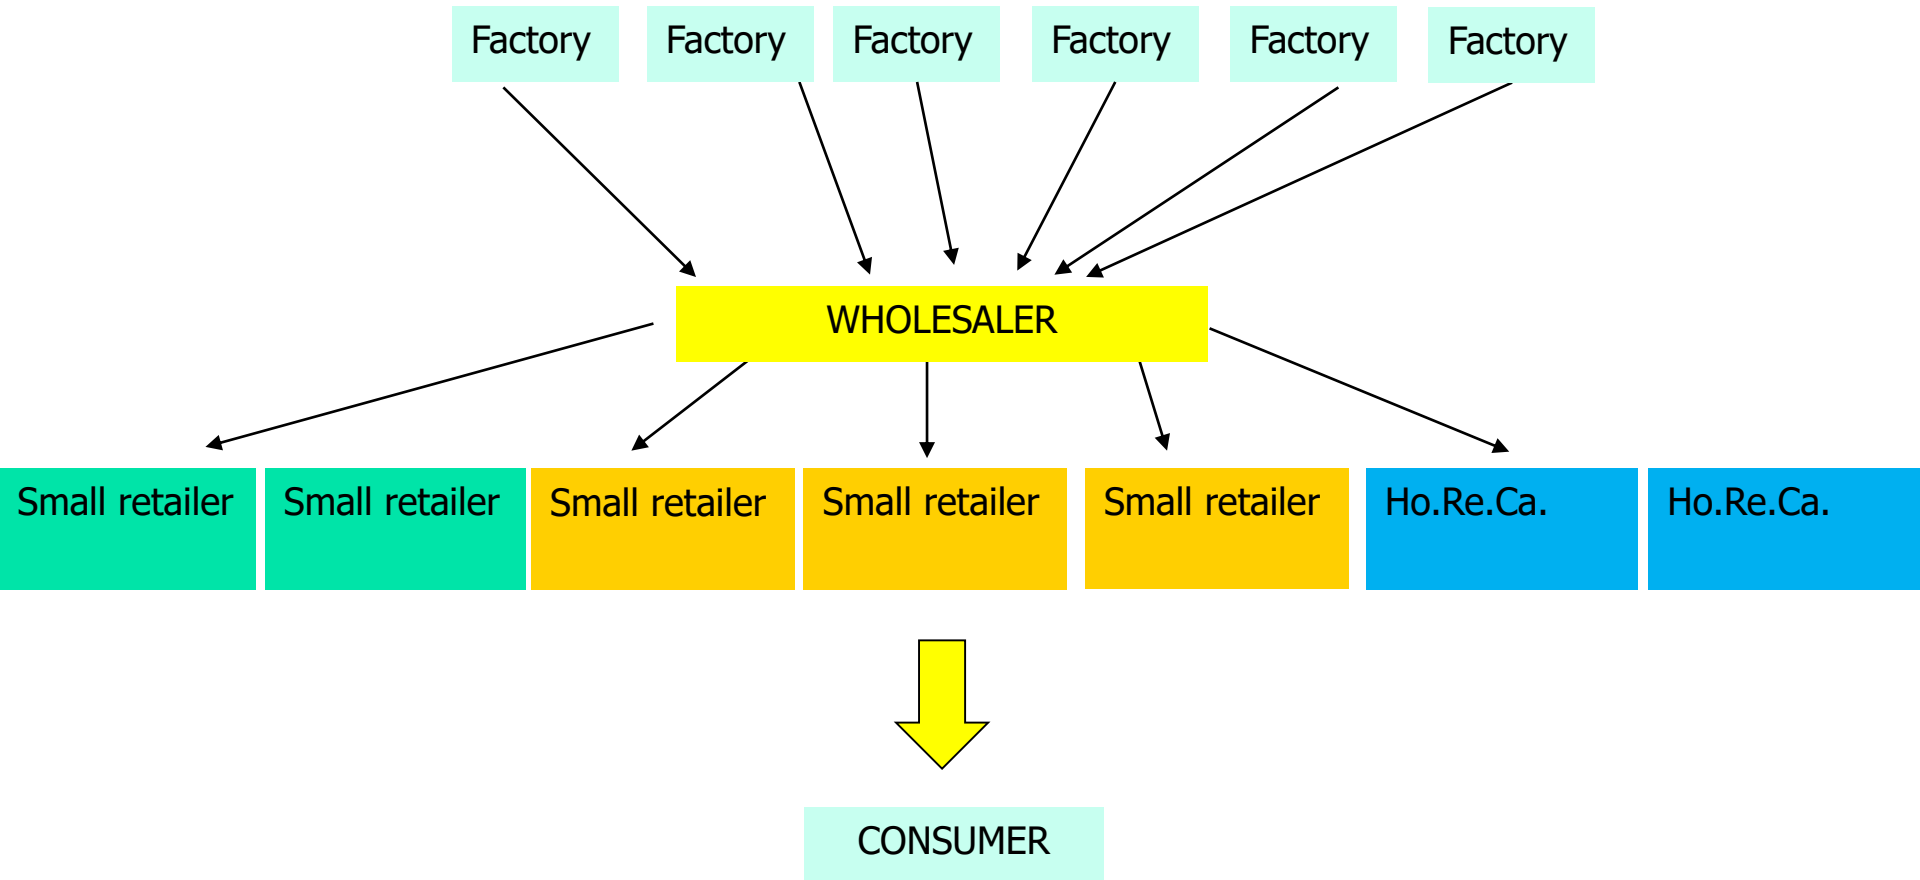 Factory
Factory
Factory
Factory
Factory
Factory
WHOLESALER
Small retailer
Small retailer
Small retailer
Small retailer
Small retailer
Ho.Re.Ca.
Ho.Re.Ca.
CONSUMER